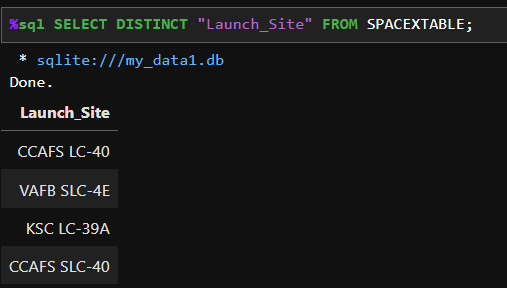 %sql SELECT DISTINCT "Launch_Site" FROM SPACEXTABLE;
* sqlite:///my_data1.db
Done.
Launch_Site
CCAFS LC-40
VAFB SLC-4E
KSC LC-39A
CCAFS SLC-40